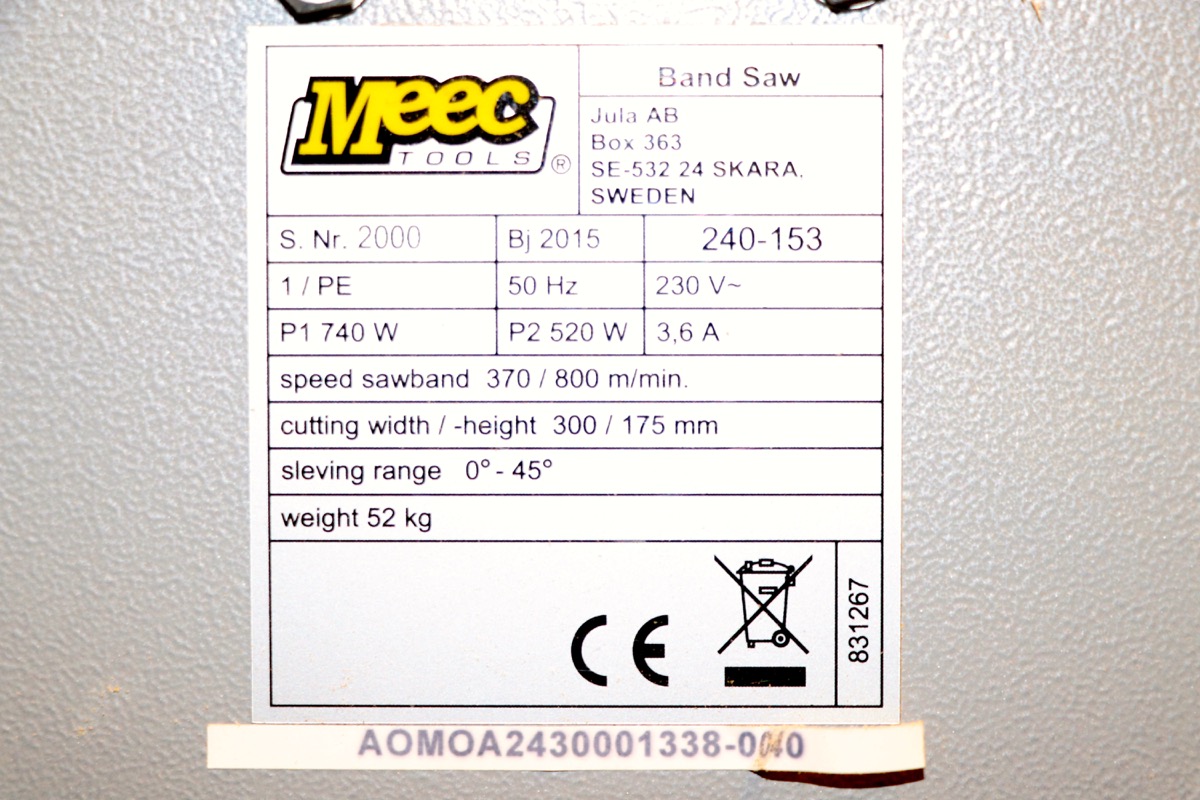 Meec
TOOLS ®
Band Saw
Jula AB
Box 363
SE-532 24 SKARA,
SWEDEN
S. Nr. 2000 Bj 2015 240-153
1 / PE 50 Hz 230 V~
P1 740 W P2 520 W 3,6 A
speed sawband 370 / 800 m/min.
cutting width / -height 300 / 175 mm
sleving range 0° - 45°
weight 52 kg
CE
831267
AOMOA2430001338-0040